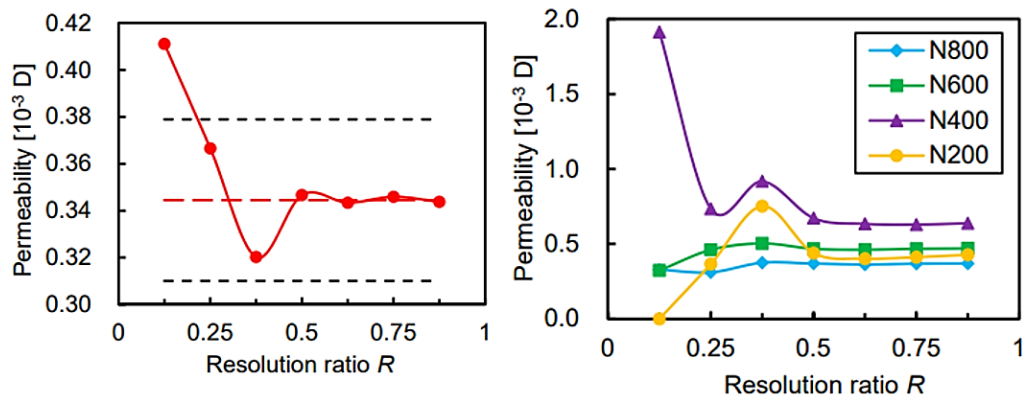 0.42
0.40
0.38
0.36
0.34
0.32
0.30
Permeability [10⁻³ D]
0 0.25 0.5 0.75 1
Resolution ratio R
2.0
1.5
1.0
0.5
0.0
Permeability [10⁻³ D]
N800
N600
N400
N200
0 0.25 0.5 0.75 1
Resolution ratio R